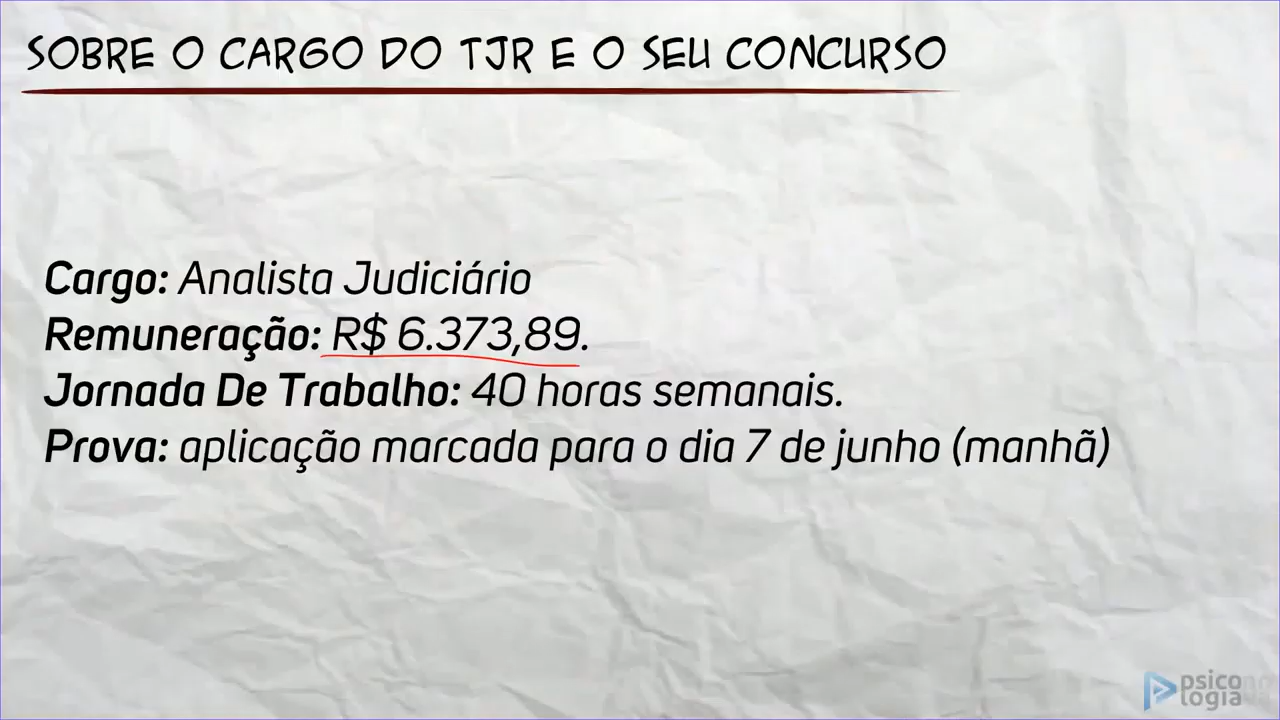 SOBRE O CARGO DO TJR E O SEU CONCURSO
Cargo: Analista Judiciário
Remuneração: R$ 6.373,89.
Jornada De Trabalho: 40 horas semanais.
Prova: aplicação marcada para o dia 7 de junho (manhã)
psico
logia